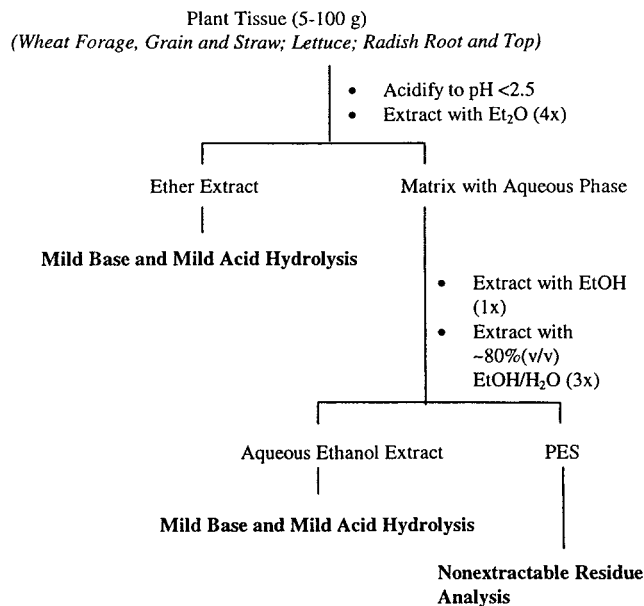 Plant Tissue (5-100 g)
(Wheat Forage, Grain and Straw; Lettuce; Radish Root and Top)
• Acidify to pH <2.5
• Extract with Et₂O (4x)
Ether Extract
Matrix with Aqueous Phase
Mild Base and Mild Acid Hydrolysis
• Extract with EtOH
(1x)
• Extract with
~80%(v/v)
EtOH/H₂O (3x)
Aqueous Ethanol Extract
PES
Mild Base and Mild Acid Hydrolysis
Nonextractable Residue
Analysis